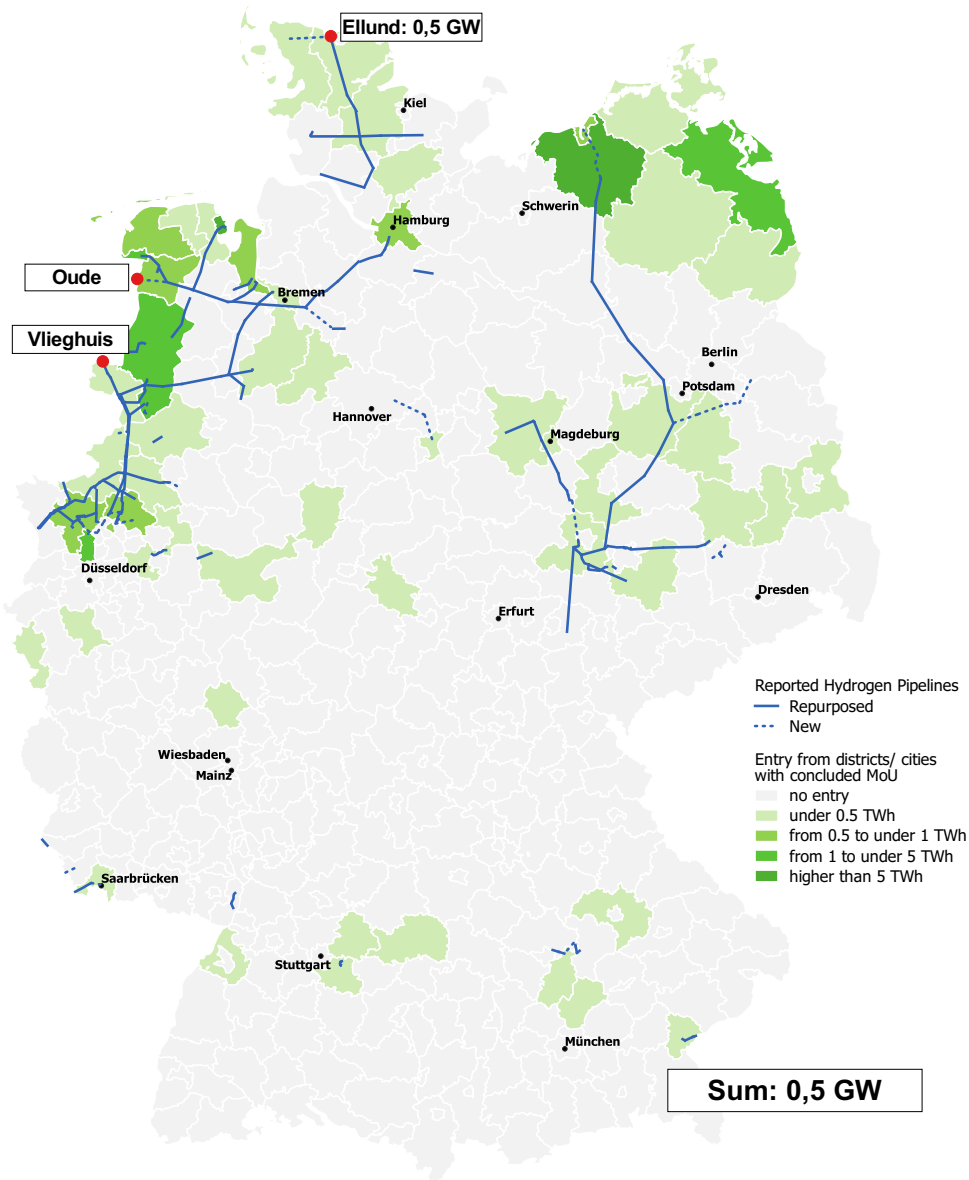 Ellund: 0,5 GW
Kiel
Schwerin
Hamburg
Oude
Bremen
Vlieghuis
Berlin
Potsdam
Hannover
Magdeburg
Düsseldorf
Dresden
Erfurt
Reported Hydrogen Pipelines
Repurposed
New
Entry from districts/ cities
with concluded MoU
no entry
under 0.5 TWh
from 0.5 to under 1 TWh
from 1 to under 5 TWh
higher than 5 TWh
Wiesbaden
Mainz
Saarbrücken
Stuttgart
München
Sum: 0,5 GW